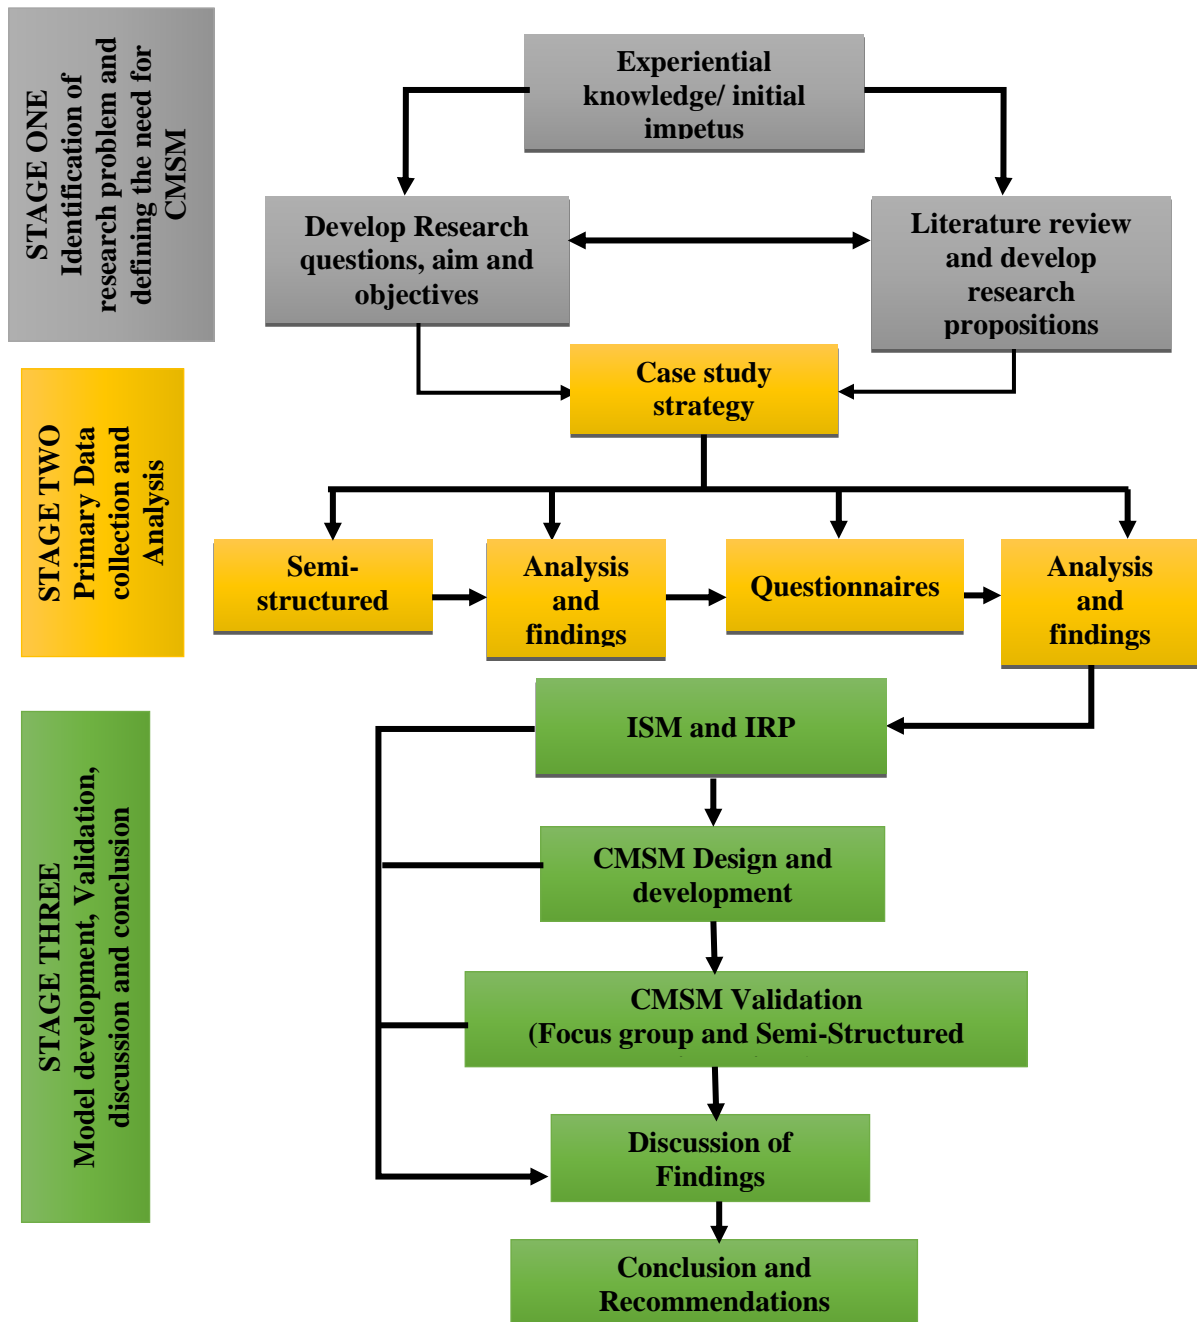 STAGE ONE
Identification of
research problem and
defining the need for
CMSM
Experiential
knowledge/ initial
impetus
Develop Research
questions, aim and
objectives
Literature review
and develop
research
propositions
STAGE TWO
Primary Data
collection and
Analysis
Case study
strategy
Semi-
structured
Analysis
and
findings
Questionnaires
Analysis
and
findings
STAGE THREE
Model development, Validation,
discussion and conclusion
ISM and IRP
CMSM Design and
development
CMSM Validation
(Focus group and Semi-Structured
Discussion of
Findings
Conclusion and
Recommendations